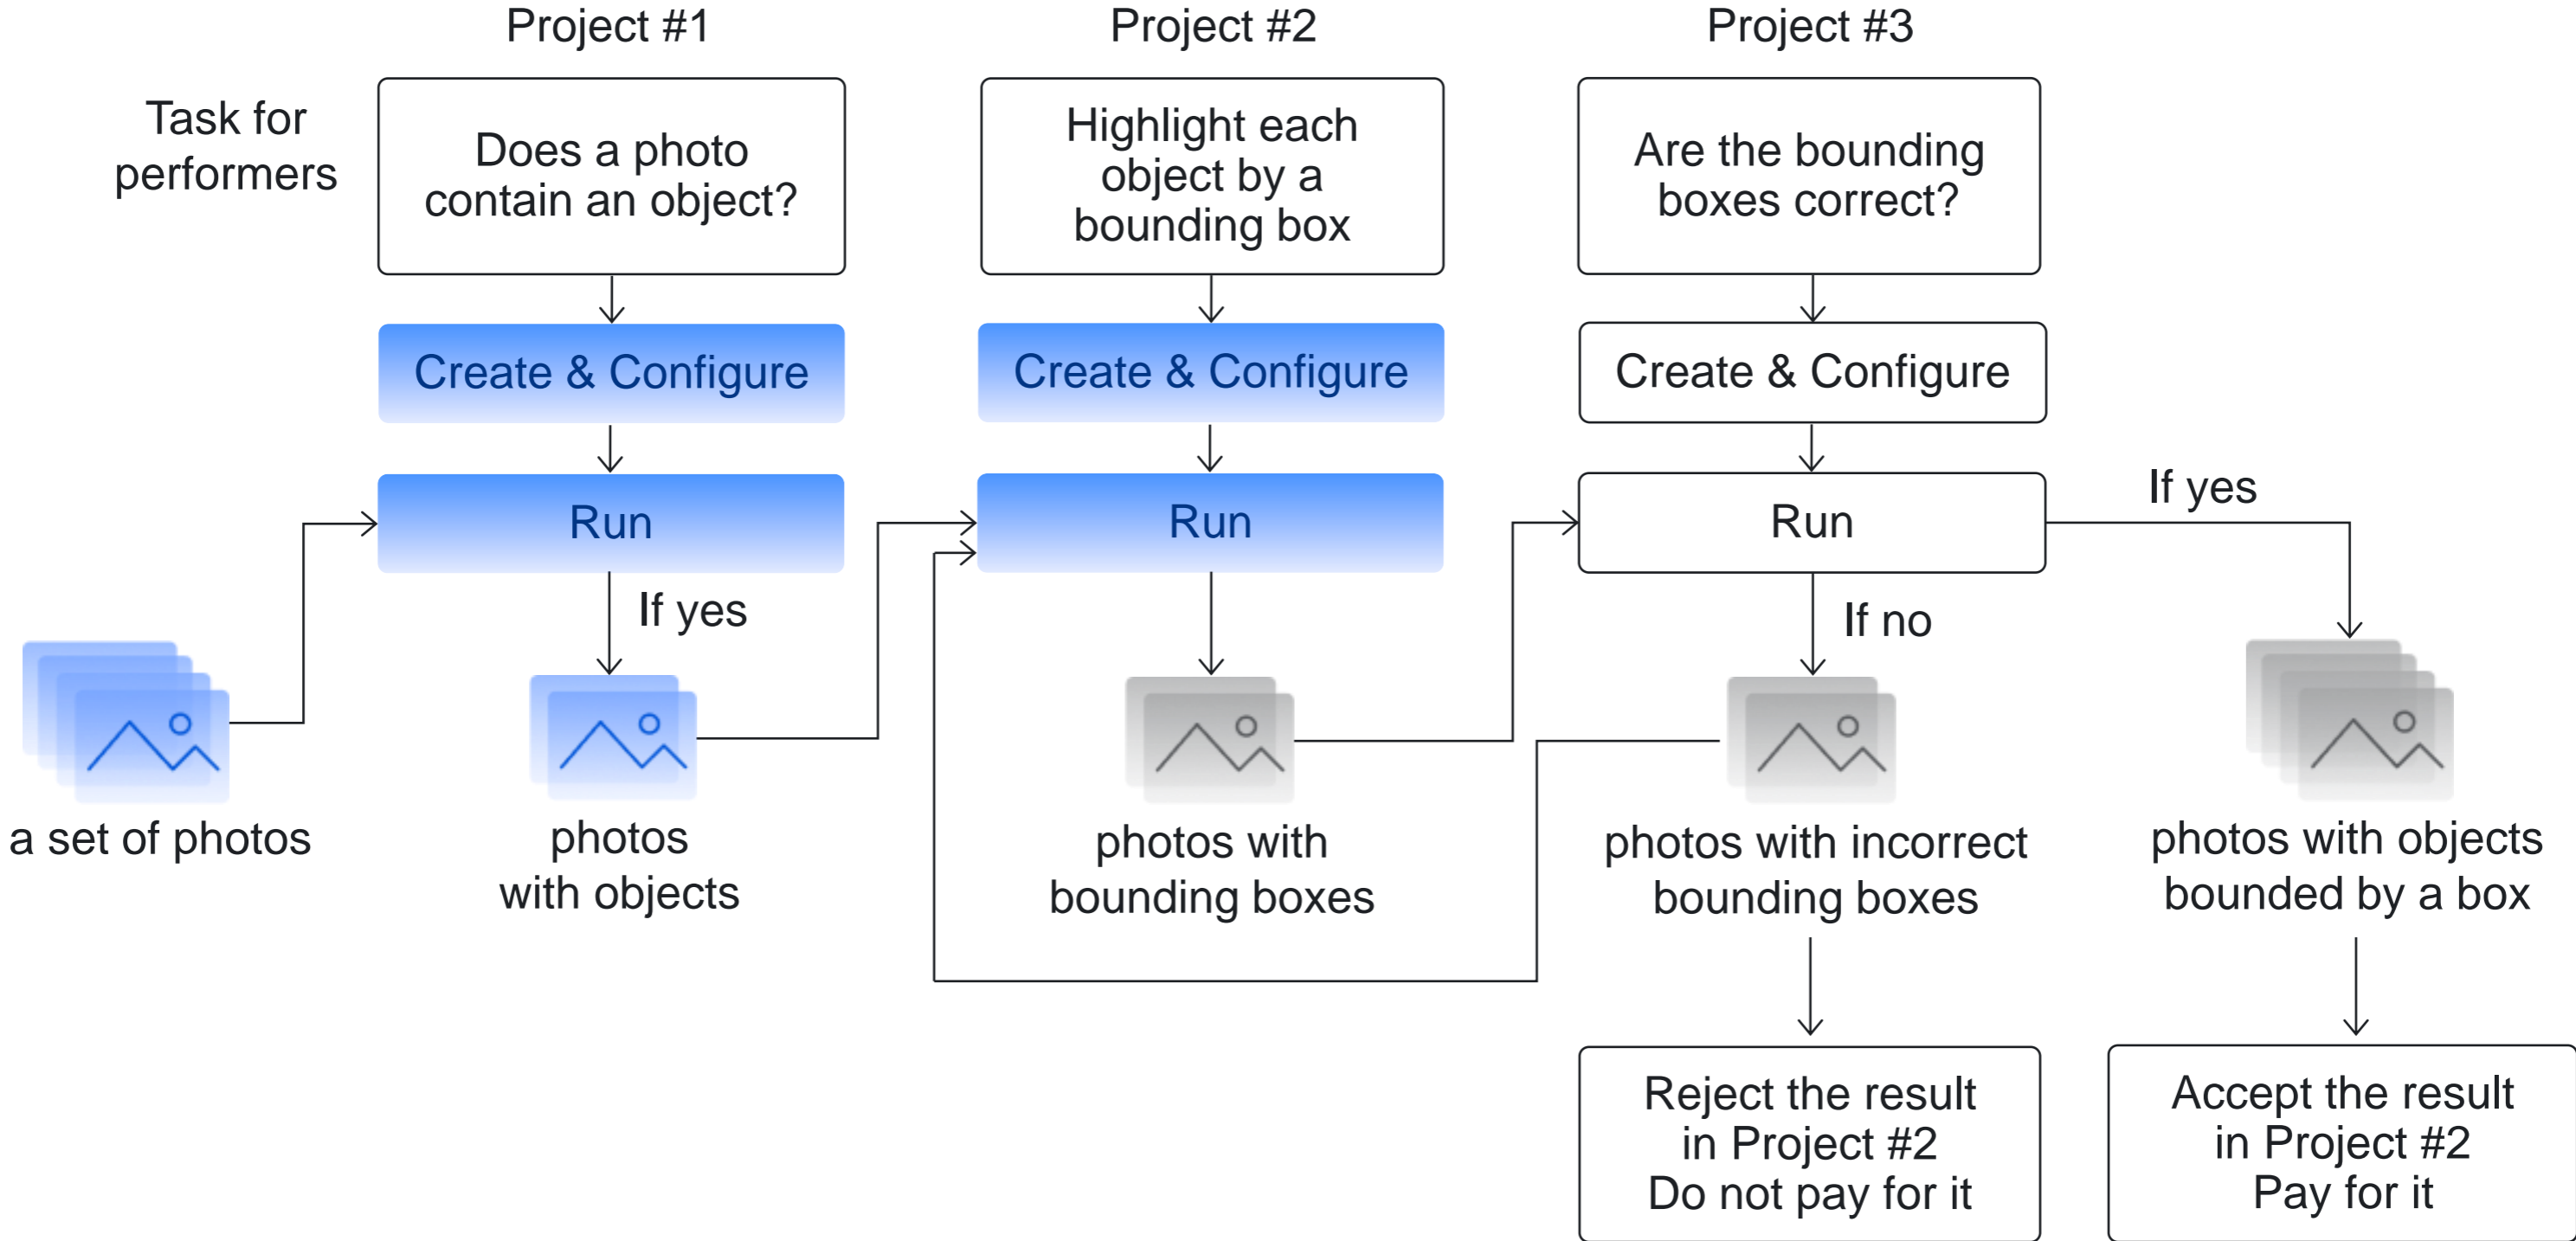 Project #1
Project #2
Project #3
Task for
performers
Does a photo
contain an object?
Highlight each
object by a
bounding box
Are the bounding
boxes correct?
Create & Configure
Create & Configure
Create & Configure
Run
Run
Run
If yes
If yes
If no
a set of photos
photos
with objects
photos with
bounding boxes
photos with incorrect
bounding boxes
photos with objects
bounded by a box
Reject the result
in Project #2
Do not pay for it
Accept the result
in Project #2
Pay for it